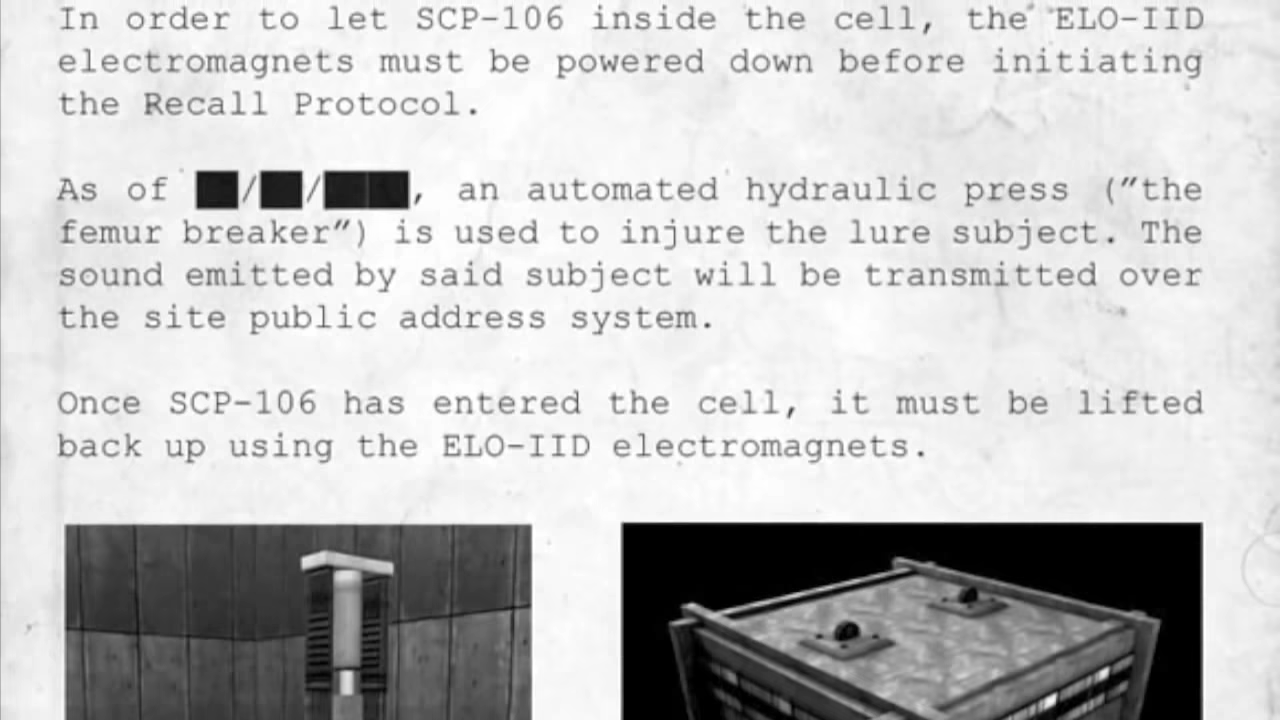 In order to let SCP-106 inside the cell, the ELO-IID
electromagnets must be powered down before initiating
the Recall Protocol.
As of ██/██/████, an automated hydraulic press ("the
femur breaker") is used to injure the lure subject. The
sound emitted by said subject will be transmitted over
the site public address system.
Once SCP-106 has entered the cell, it must be lifted
back up using the ELO-IID electromagnets.